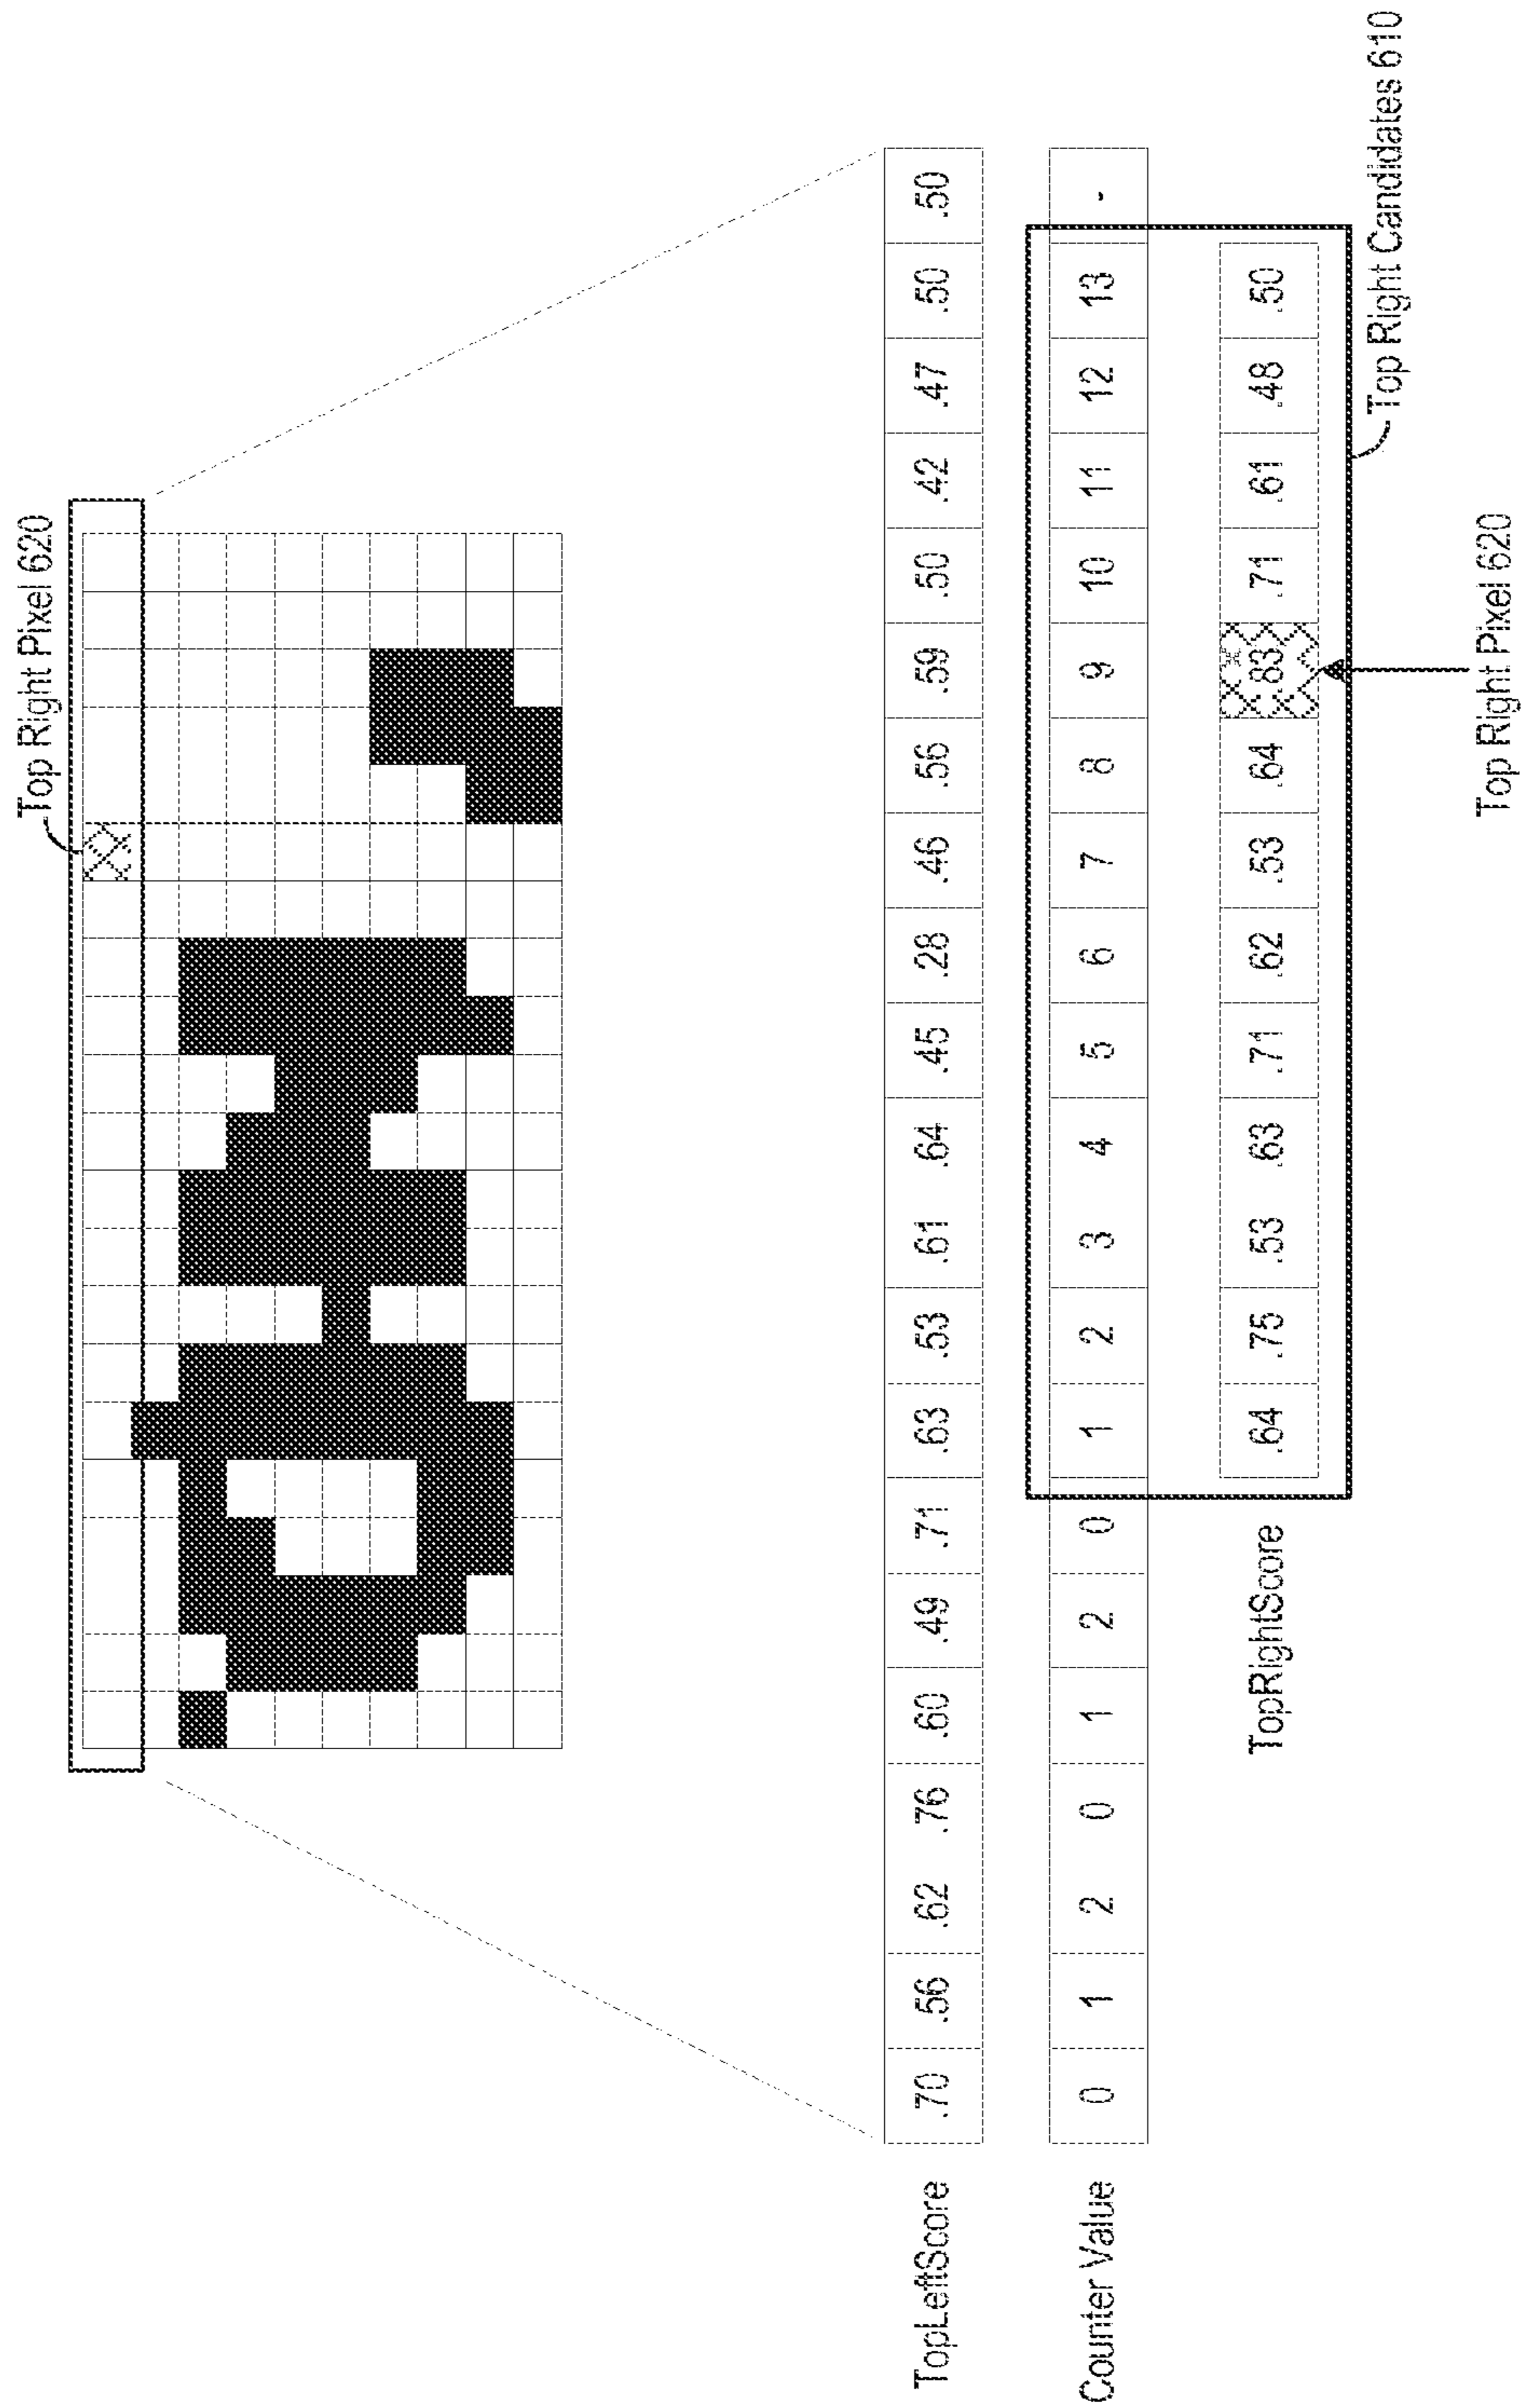 Top Right Pixel 620
TopLeftScore .70 .56 .62 .76 .60 .49 .71 .63 .53 .61 .64 .45 .28 .46 .56 .59 .50 .42 .47 .50 .50
Counter Value 0 1 2 0 1 2 0 1 2 3 4 5 6 7 8 9 10 11 12 13 -
TopRightScore .64 .75 .53 .63 .71 .62 .53 .64 .83 .71 .61 .48 .50
Top Right Candidates 610
Top Right Pixel 620